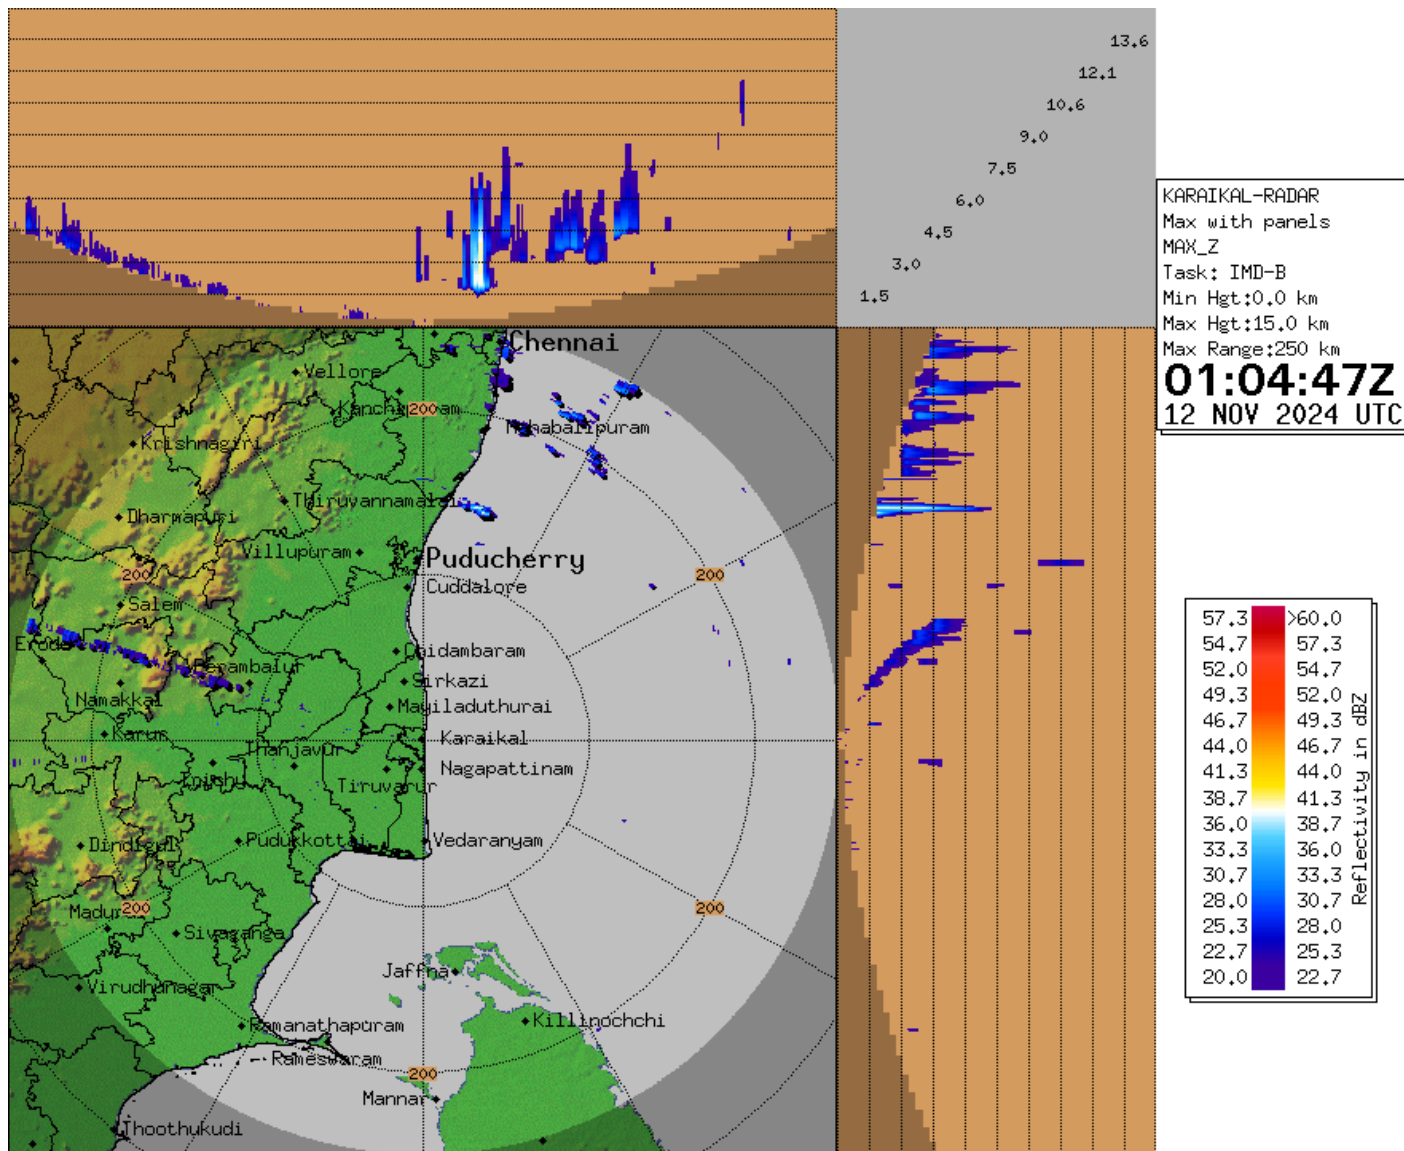 13.6
12.1
10.6
9.0
7.5
6.0
4.5
3.0
1.5
KARAIKAL-RADAR
Max with panels
MAX_Z
Task: IMD-B
Min Hgt:0.0 km
Max Hgt:15.0 km
Max Range:250 km
01:04:47Z
12 NOV 2024 UTC
Chennai
Vellore
200
Mahabalipuram
Krishnagiri
Thiruvannamalai
Dharmapuri
Villupuram
Puducherry
200
200
Cuddalore
Salem
Erode
Chidambaram
Perambalur
Sirkazi
Namakkal
Mayiladuthurai
Karur
Karaikal
Thanjavur
Nagapattinam
Trichy
Tiruvarur
Pudukkottai
Vedaranyam
Dindigul
Madurai
200
200
Sivaganga
Jaffna
Virudhunagar
Killinochchi
Ramanathapuram
Rameswaram
200
Mannar
Thoothukudi
57.3 >60.0
54.7 57.3
52.0 54.7
49.3 52.0
46.7 49.3
44.0 46.7
41.3 44.0
38.7 41.3
36.0 38.7
33.3 36.0
30.7 33.3
28.0 30.7
25.3 28.0
22.7 25.3
20.0 22.7
Reflectivity in dBZ